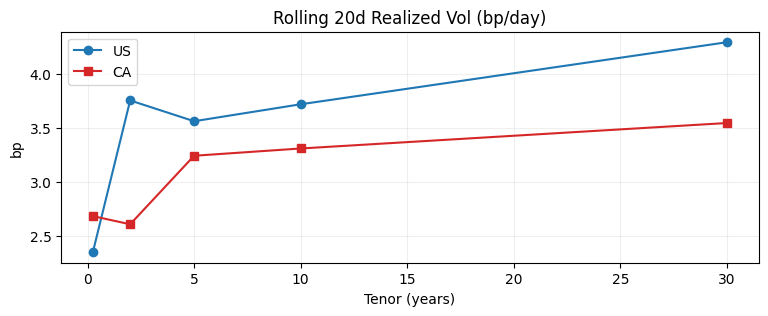 Rolling 20d Realized Vol (bp/day)
US
CA
4.0
3.5
3.0
2.5
bp
0 5 10 15 20 25 30
Tenor (years)